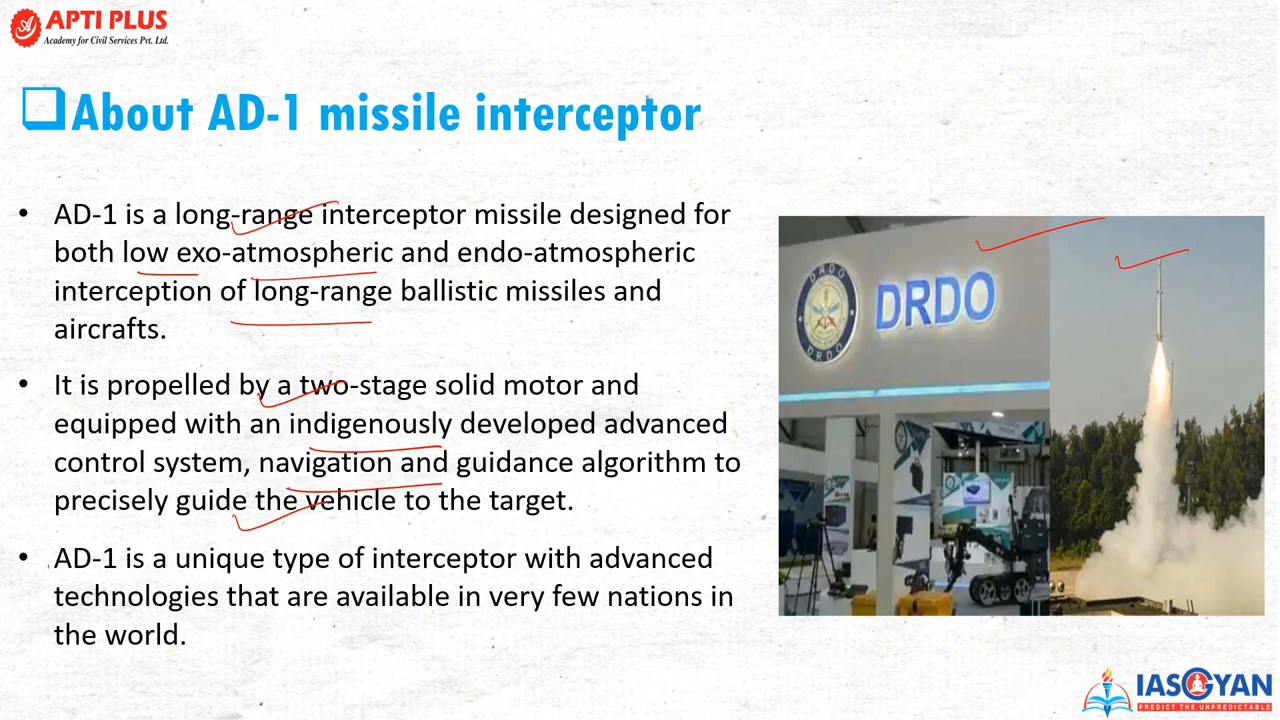 APTI PLUS
Academy for Civil Services Pvt. Ltd.
About AD-1 missile interceptor
• AD-1 is a long-range interceptor missile designed for
both low exo-atmospheric and endo-atmospheric
interception of long-range ballistic missiles and
aircrafts.
• It is propelled by a two-stage solid motor and
equipped with an indigenously developed advanced
control system, navigation and guidance algorithm to
precisely guide the vehicle to the target.
• AD-1 is a unique type of interceptor with advanced
technologies that are available in very few nations in
the world.
DRDO
DRDO
DRDO
IASGYAN
PREDICT THE UNPREDICTABLE